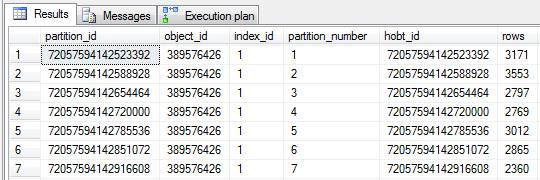 Results Messages Execution plan
partition_id object_id index_id partition_number hobt_id rows
1 72057594142523392 389576426 1 1 72057594142523392 3171
2 72057594142588928 389576426 1 2 72057594142588928 3553
3 72057594142654464 389576426 1 3 72057594142654464 2797
4 72057594142720000 389576426 1 4 72057594142720000 2769
5 72057594142785536 389576426 1 5 72057594142785536 3012
6 72057594142851072 389576426 1 6 72057594142851072 2865
7 72057594142916608 389576426 1 7 72057594142916608 2360